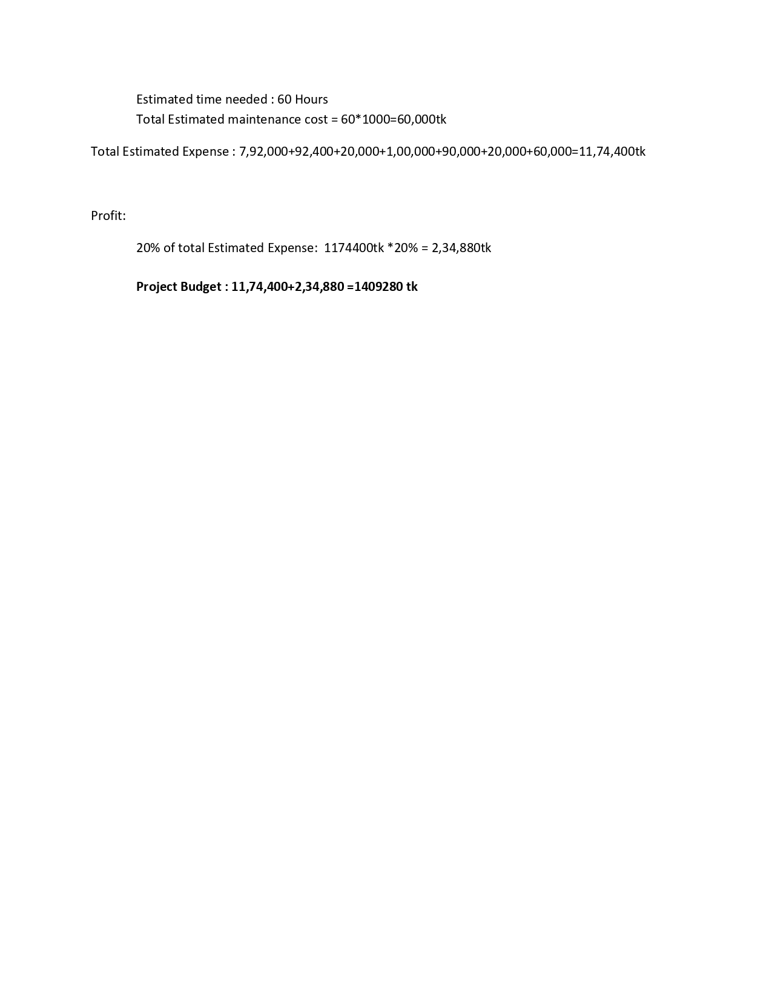 Estimated time needed : 60 Hours
Total Estimated maintenance cost = 60*1000=60,000tk
Total Estimated Expense : 7,92,000+92,400+20,000+1,00,000+90,000+20,000+60,000=11,74,400tk
Profit:
20% of total Estimated Expense:  1174400tk *20% = 2,34,880tk
Project Budget : 11,74,400+2,34,880 =1409280 tk